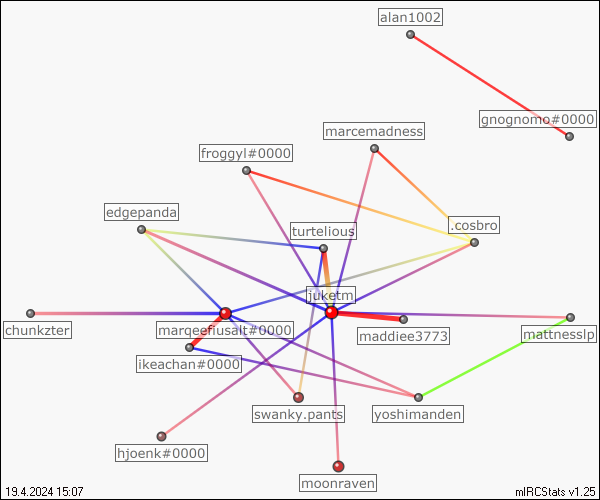 alan1002
gnognomo#0000
marcemadness
froggyl#0000
edgepanda
.cosbro
turtelious
juketm
chunkzter
marqeefiusalt#0000
maddiee3773
mattnesslp
ikeachan#0000
swanky.pants
yoshimanden
hjoenk#0000
moonraven
19.4.2024 15:07
mIRCStats v1.25